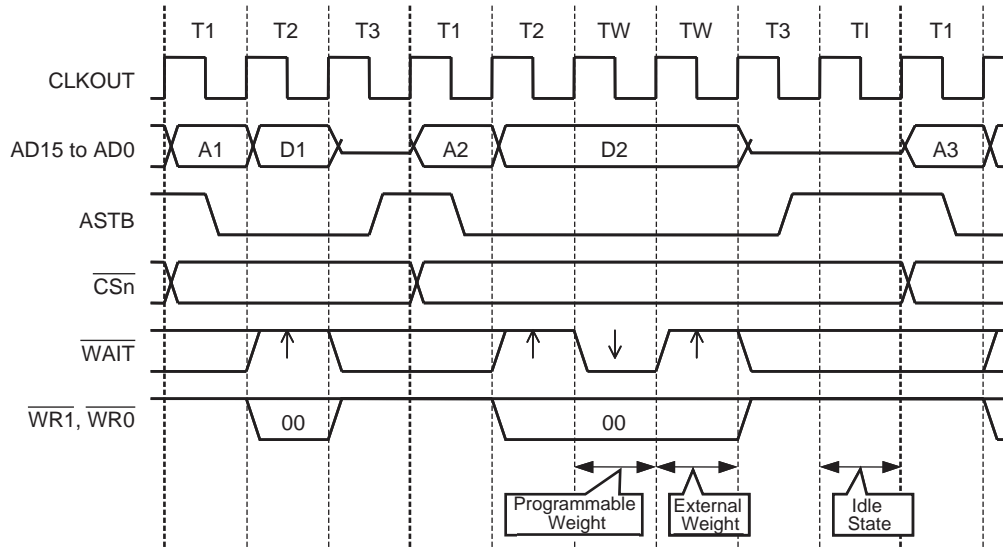 T1 T2 T3 T1 T2 TW TW T3 TI T1
CLKOUT
AD15 to AD0 A1 D1 A2 D2 A3
ASTB
CSn
WAIT
WR1, WR0 00 00
Programmable
Weight
External
Weight
Idle
State